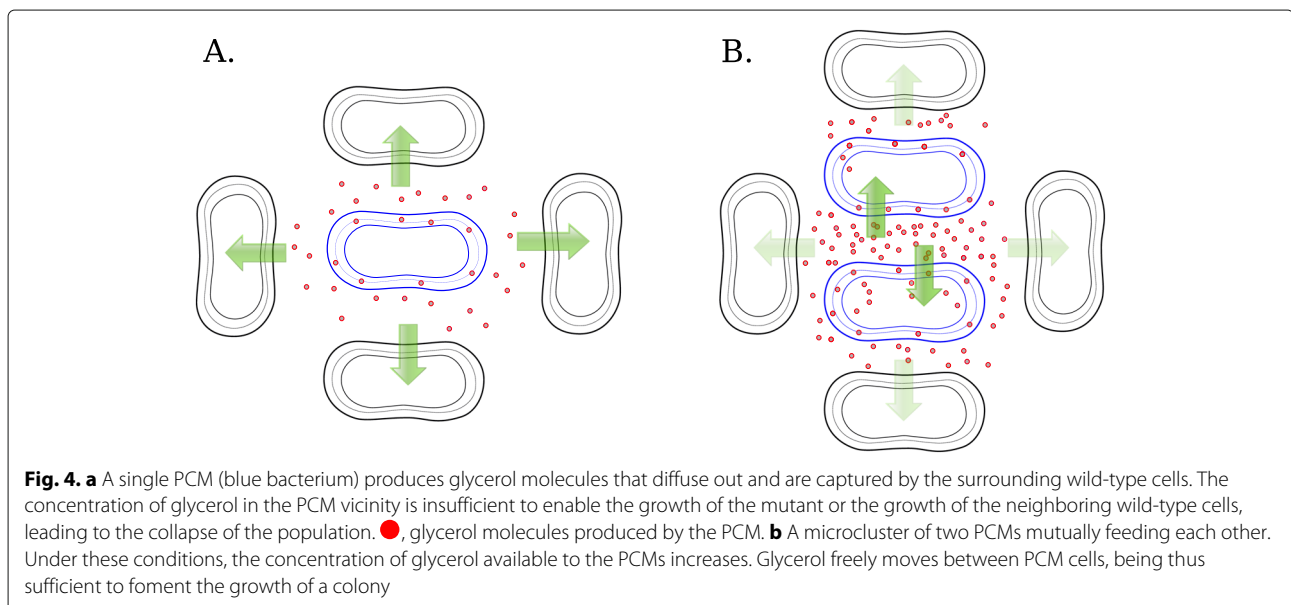 A.
B.
Fig. 4. a A single PCM (blue bacterium) produces glycerol molecules that diffuse out and are captured by the surrounding wild-type cells. The
concentration of glycerol in the PCM vicinity is insufficient to enable the growth of the mutant or the growth of the neighboring wild-type cells,
leading to the collapse of the population. , glycerol molecules produced by the PCM. b A microcluster of two PCMs mutually feeding each other.
Under these conditions, the concentration of glycerol available to the PCMs increases. Glycerol freely moves between PCM cells, being thus
sufficient to foment the growth of a colony